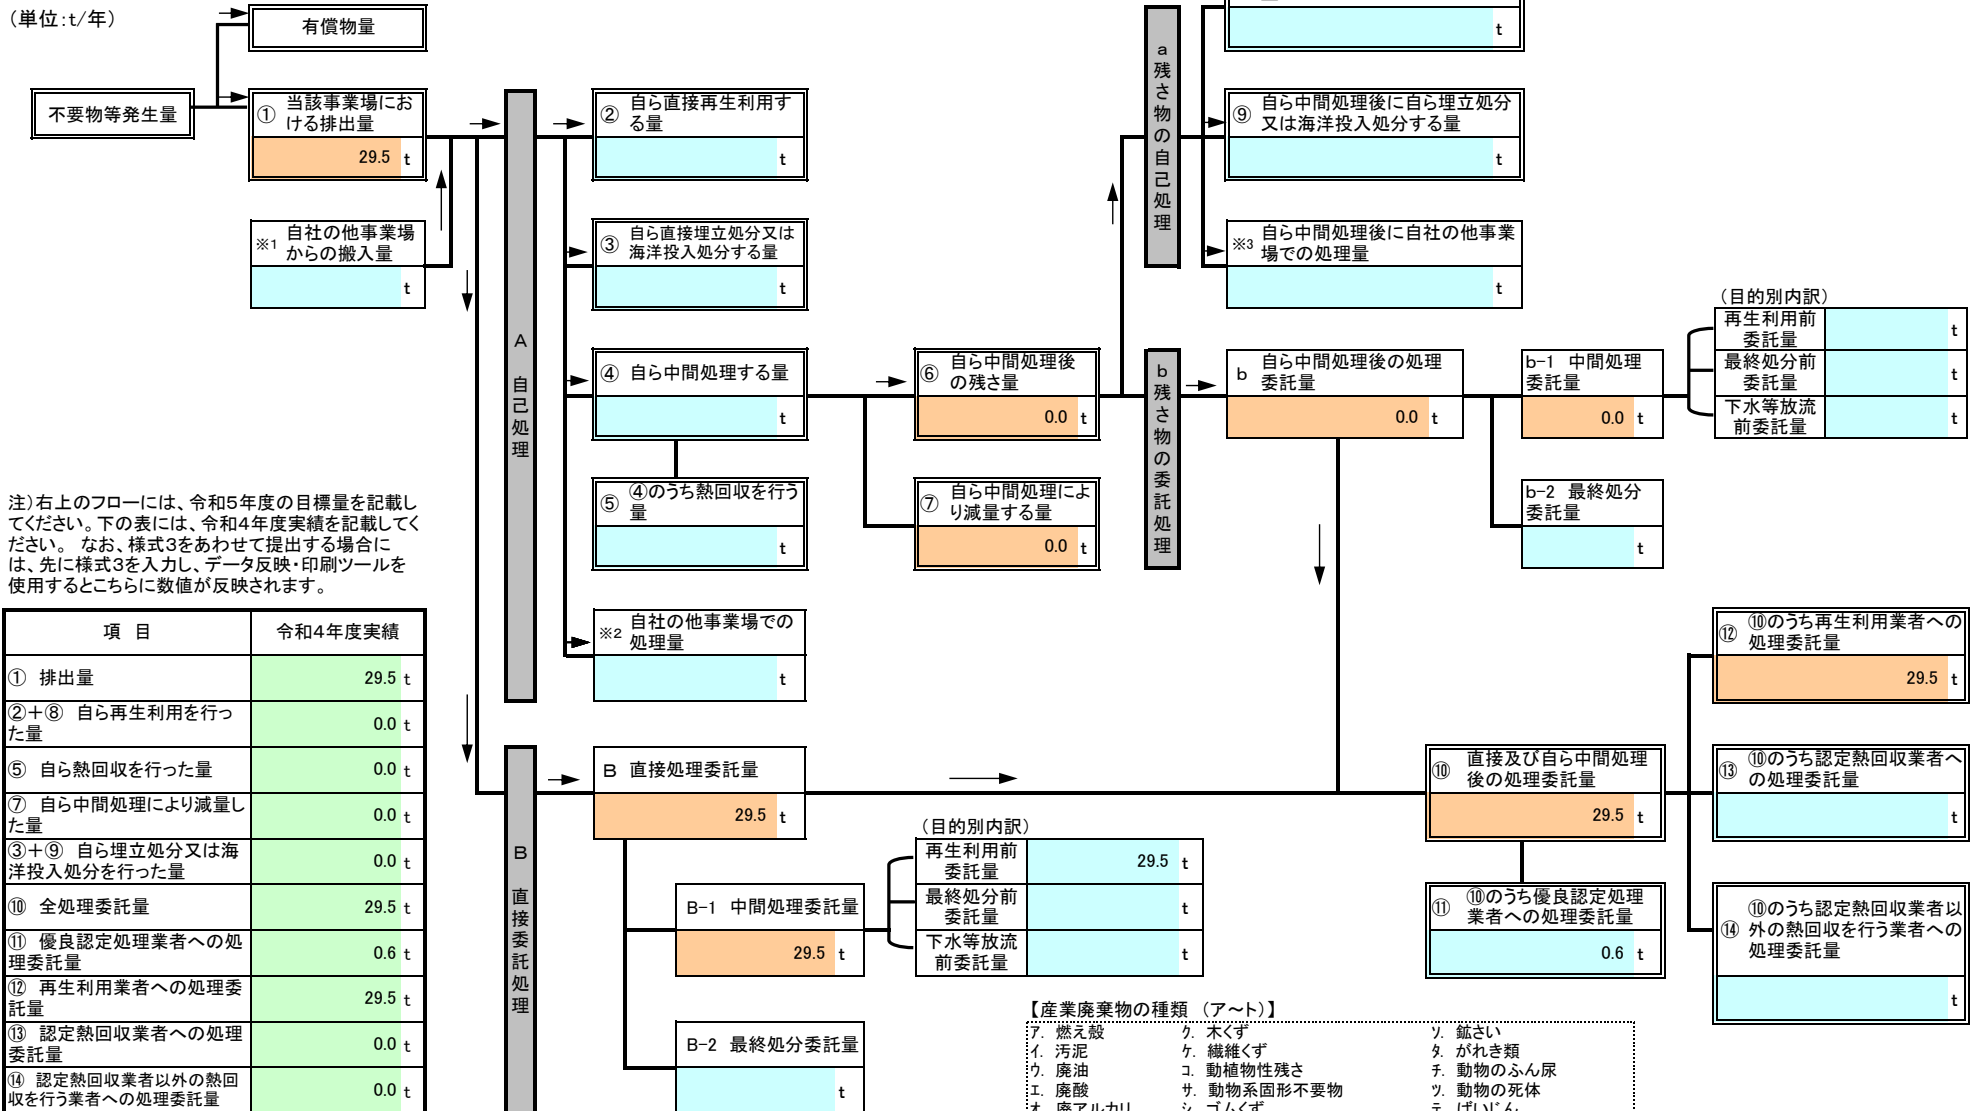 (単位:t/年)
有償物量
不要物等発生量
① 当該事業場にお
ける排出量
29.5 t
※1 自社の他事業場
からの搬入量
t
A 自己処理
② 自ら直接再生利用す
る量
t
③ 自ら直接埋立処分又は
海洋投入処分する量
t
④ 自ら中間処理する量
t
⑤ ④のうち熱回収を行う
量
t
※2 自社の他事業場での
処理量
t
⑥ 自ら中間処理後
の残さ量
0.0 t
⑦ 自ら中間処理によ
り減量する量
0.0 t
a 残さ物の自己処理
t
⑨ 自ら中間処理後に自ら埋立処分
又は海洋投入処分する量
t
※3 自ら中間処理後に自社の他事業
場での処理量
t
b 残さ物の委託処理
b 自ら中間処理後の処理
委託量
0.0 t
b-1 中間処理
委託量
0.0 t
b-2 最終処分
委託量
t
(目的別内訳)
再生利用前
委託量
t
最終処分前
委託量
t
下水等放流
前委託量
t
注)右上のフローには、令和5年度の目標量を記載し
てください。下の表には、令和4年度実績を記載してく
ださい。 なお、様式3をあわせて提出する場合に
は、先に様式3を入力し、データ反映・印刷ツールを
使用するとこちらに数値が反映されます。
項 目 令和4年度実績
① 排出量 29.5 t
②+⑧ 自ら再生利用を行っ
た量 0.0 t
⑤ 自ら熱回収を行った量 0.0 t
⑦ 自ら中間処理により減量し
た量 0.0 t
③+⑨ 自ら埋立処分又は海
洋投入処分を行った量 0.0 t
⑩ 全処理委託量 29.5 t
⑪ 優良認定処理業者への処
理委託量 0.6 t
⑫ 再生利用業者への処理委
託量 29.5 t
⑬ 認定熱回収業者への処理
委託量 0.0 t
⑭ 認定熱回収業者以外の熱回
収を行う業者への処理委託量 0.0 t
B 直接委託処理
B 直接処理委託量
29.5 t
B-1 中間処理委託量
29.5 t
B-2 最終処分委託量
t
(目的別内訳)
再生利用前
委託量
29.5 t
最終処分前
委託量
t
下水等放流
前委託量
t
⑩ 直接及び自ら中間処理
後の処理委託量
29.5 t
⑪ ⑩のうち優良認定処理
業者への処理委託量
0.6 t
⑫ ⑩のうち再生利用業者への
処理委託量
29.5 t
⑬ ⑩のうち認定熱回収業者へ
の処理委託量
t
⑭ ⑩のうち認定熱回収業者以
外の熱回収を行う業者への
処理委託量
t
【産業廃棄物の種類 (ア~ト)】
ア. 燃え殻 ク. 木くず ソ. 鉱さい
イ. 汚泥 ケ. 繊維くず タ. がれき類
ウ. 廃油 コ. 動植物性残さ チ. 動物のふん尿
エ. 廃酸 サ. 動物系固形不要物 ツ. 動物の死体
オ. 廃アルカリ シ. ゴムくず テ. ばいじん